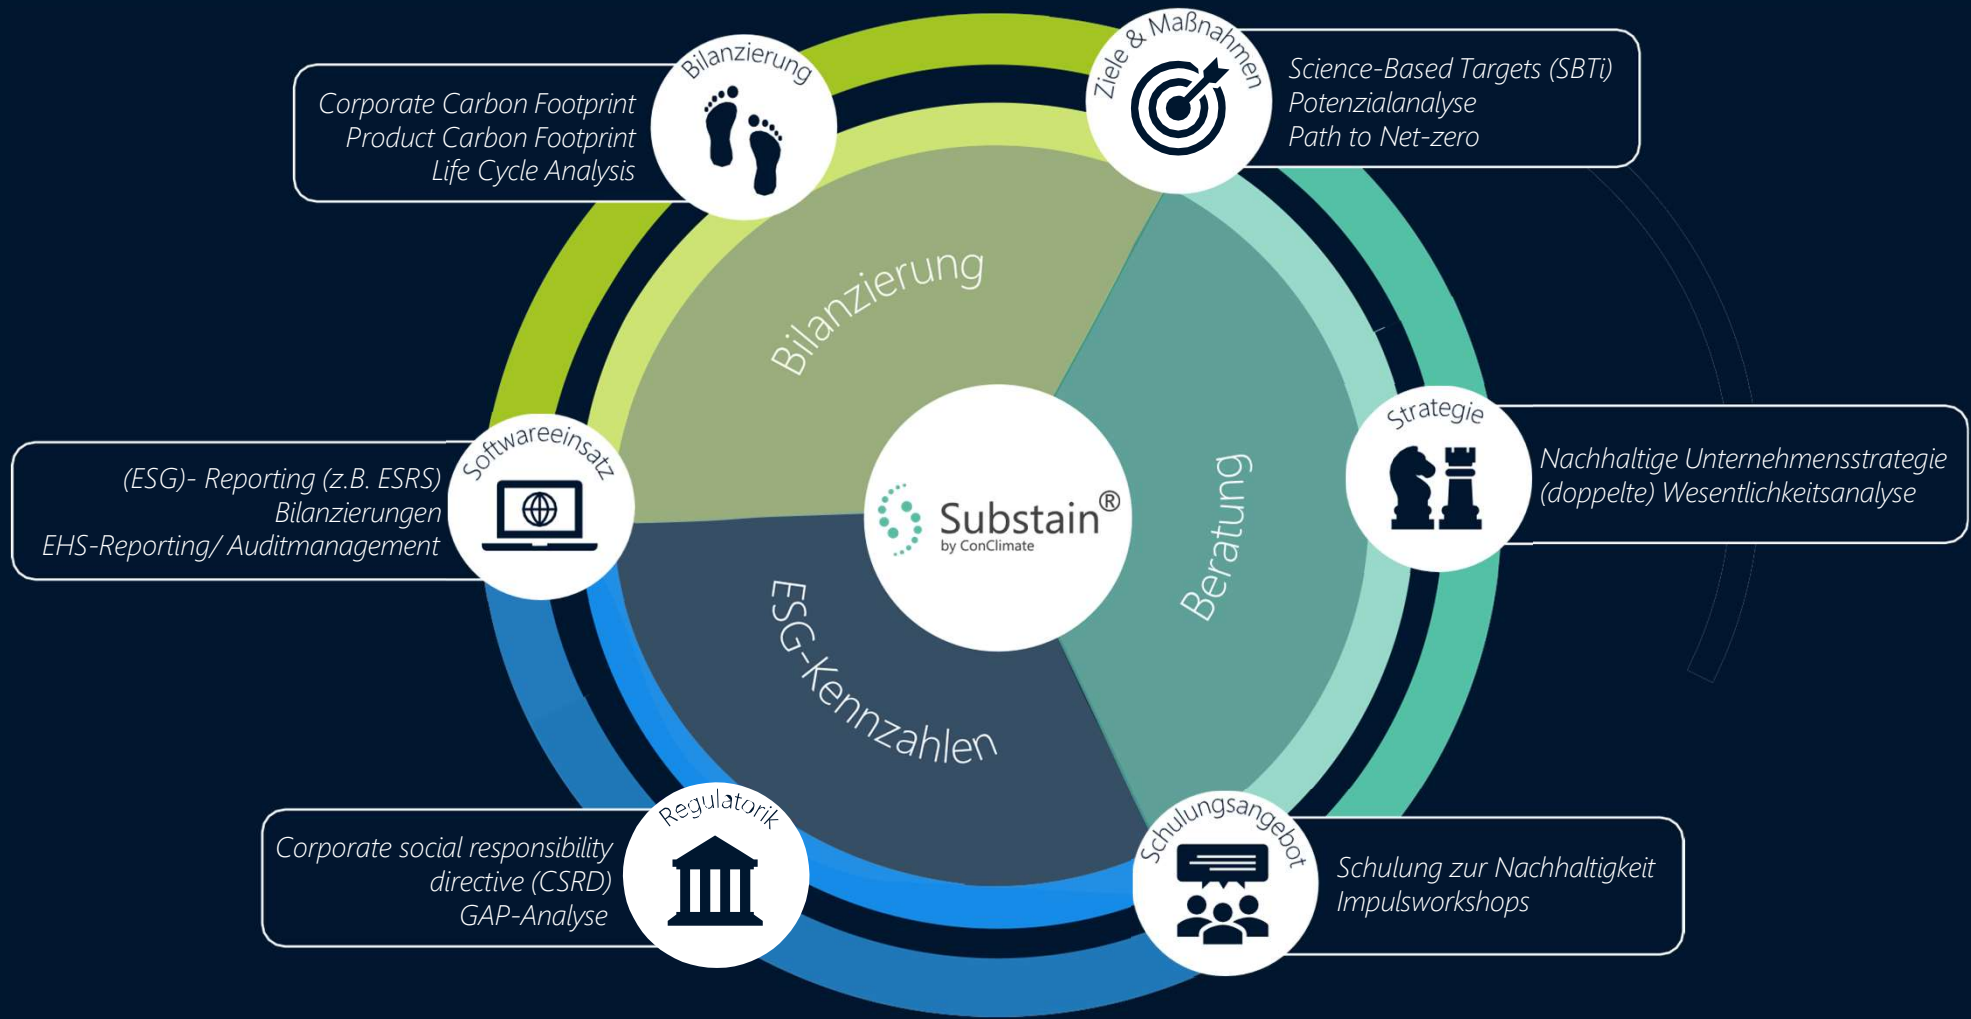 Bilanzierung
Corporate Carbon Footprint
Product Carbon Footprint
Life Cycle Analysis
Ziele & Maßnahmen
Science-Based Targets (SBTi)
Potenzialanalyse
Path to Net-zero
Softwareeinsatz
(ESG)- Reporting (z.B. ESRS)
Bilanzierungen
EHS-Reporting/ Auditmanagement
Bilanzierung
Beratung
ESG-Kennzahlen
Substain®
by ConClimate
Strategie
Nachhaltige Unternehmensstrategie
(doppelte) Wesentlichkeitsanalyse
Regulatorik
Corporate social responsibility
directive (CSRD)
GAP-Analyse
Schulungsangebot
Schulung zur Nachhaltigkeit
Impulsworkshops